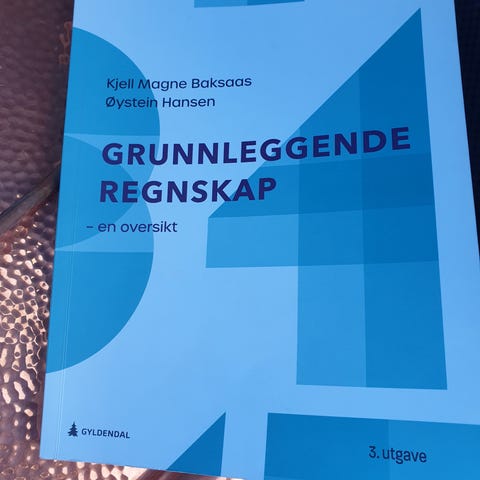 Kjell Magne Baksaas
Øystein Hansen
GRUNNLEGGENDE
REGNSKAP
– en oversikt
GYLDENDAL
3. utgave